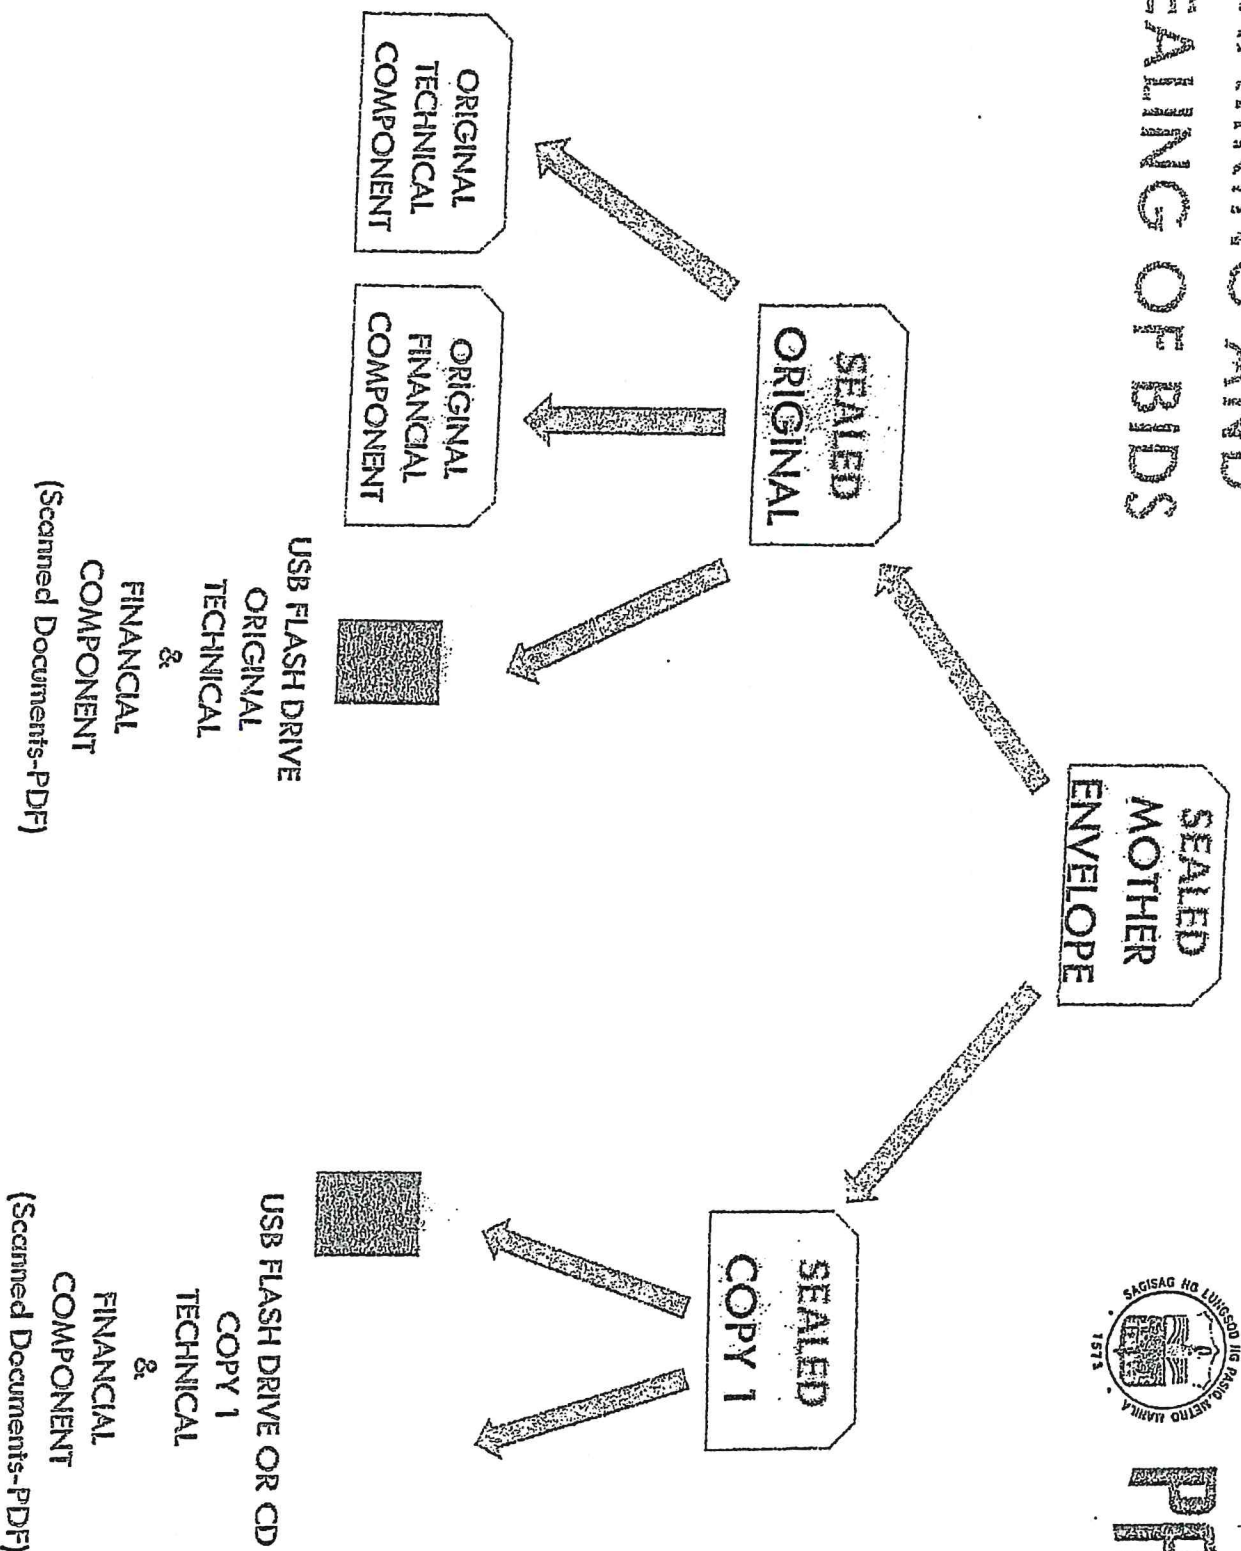 AND
EALING OF BIDS
SAGISAG NG LUNGSOD NG PASIG, METRO MANILA
1573
SEALED
MOTHER
ENVELOPE
SEALED
ORIGINAL
SEALED
COPY 1
ORIGINAL
TECHNICAL
COMPONENT
ORIGINAL
FINANCIAL
COMPONENT
USB FLASH DRIVE
ORIGINAL
TECHNICAL
&
FINANCIAL
COMPONENT
(Scanned Documents-PDF)
USB FLASH DRIVE OR CD
COPY 1
TECHNICAL
&
FINANCIAL
COMPONENT
(Scanned Documents-PDF)